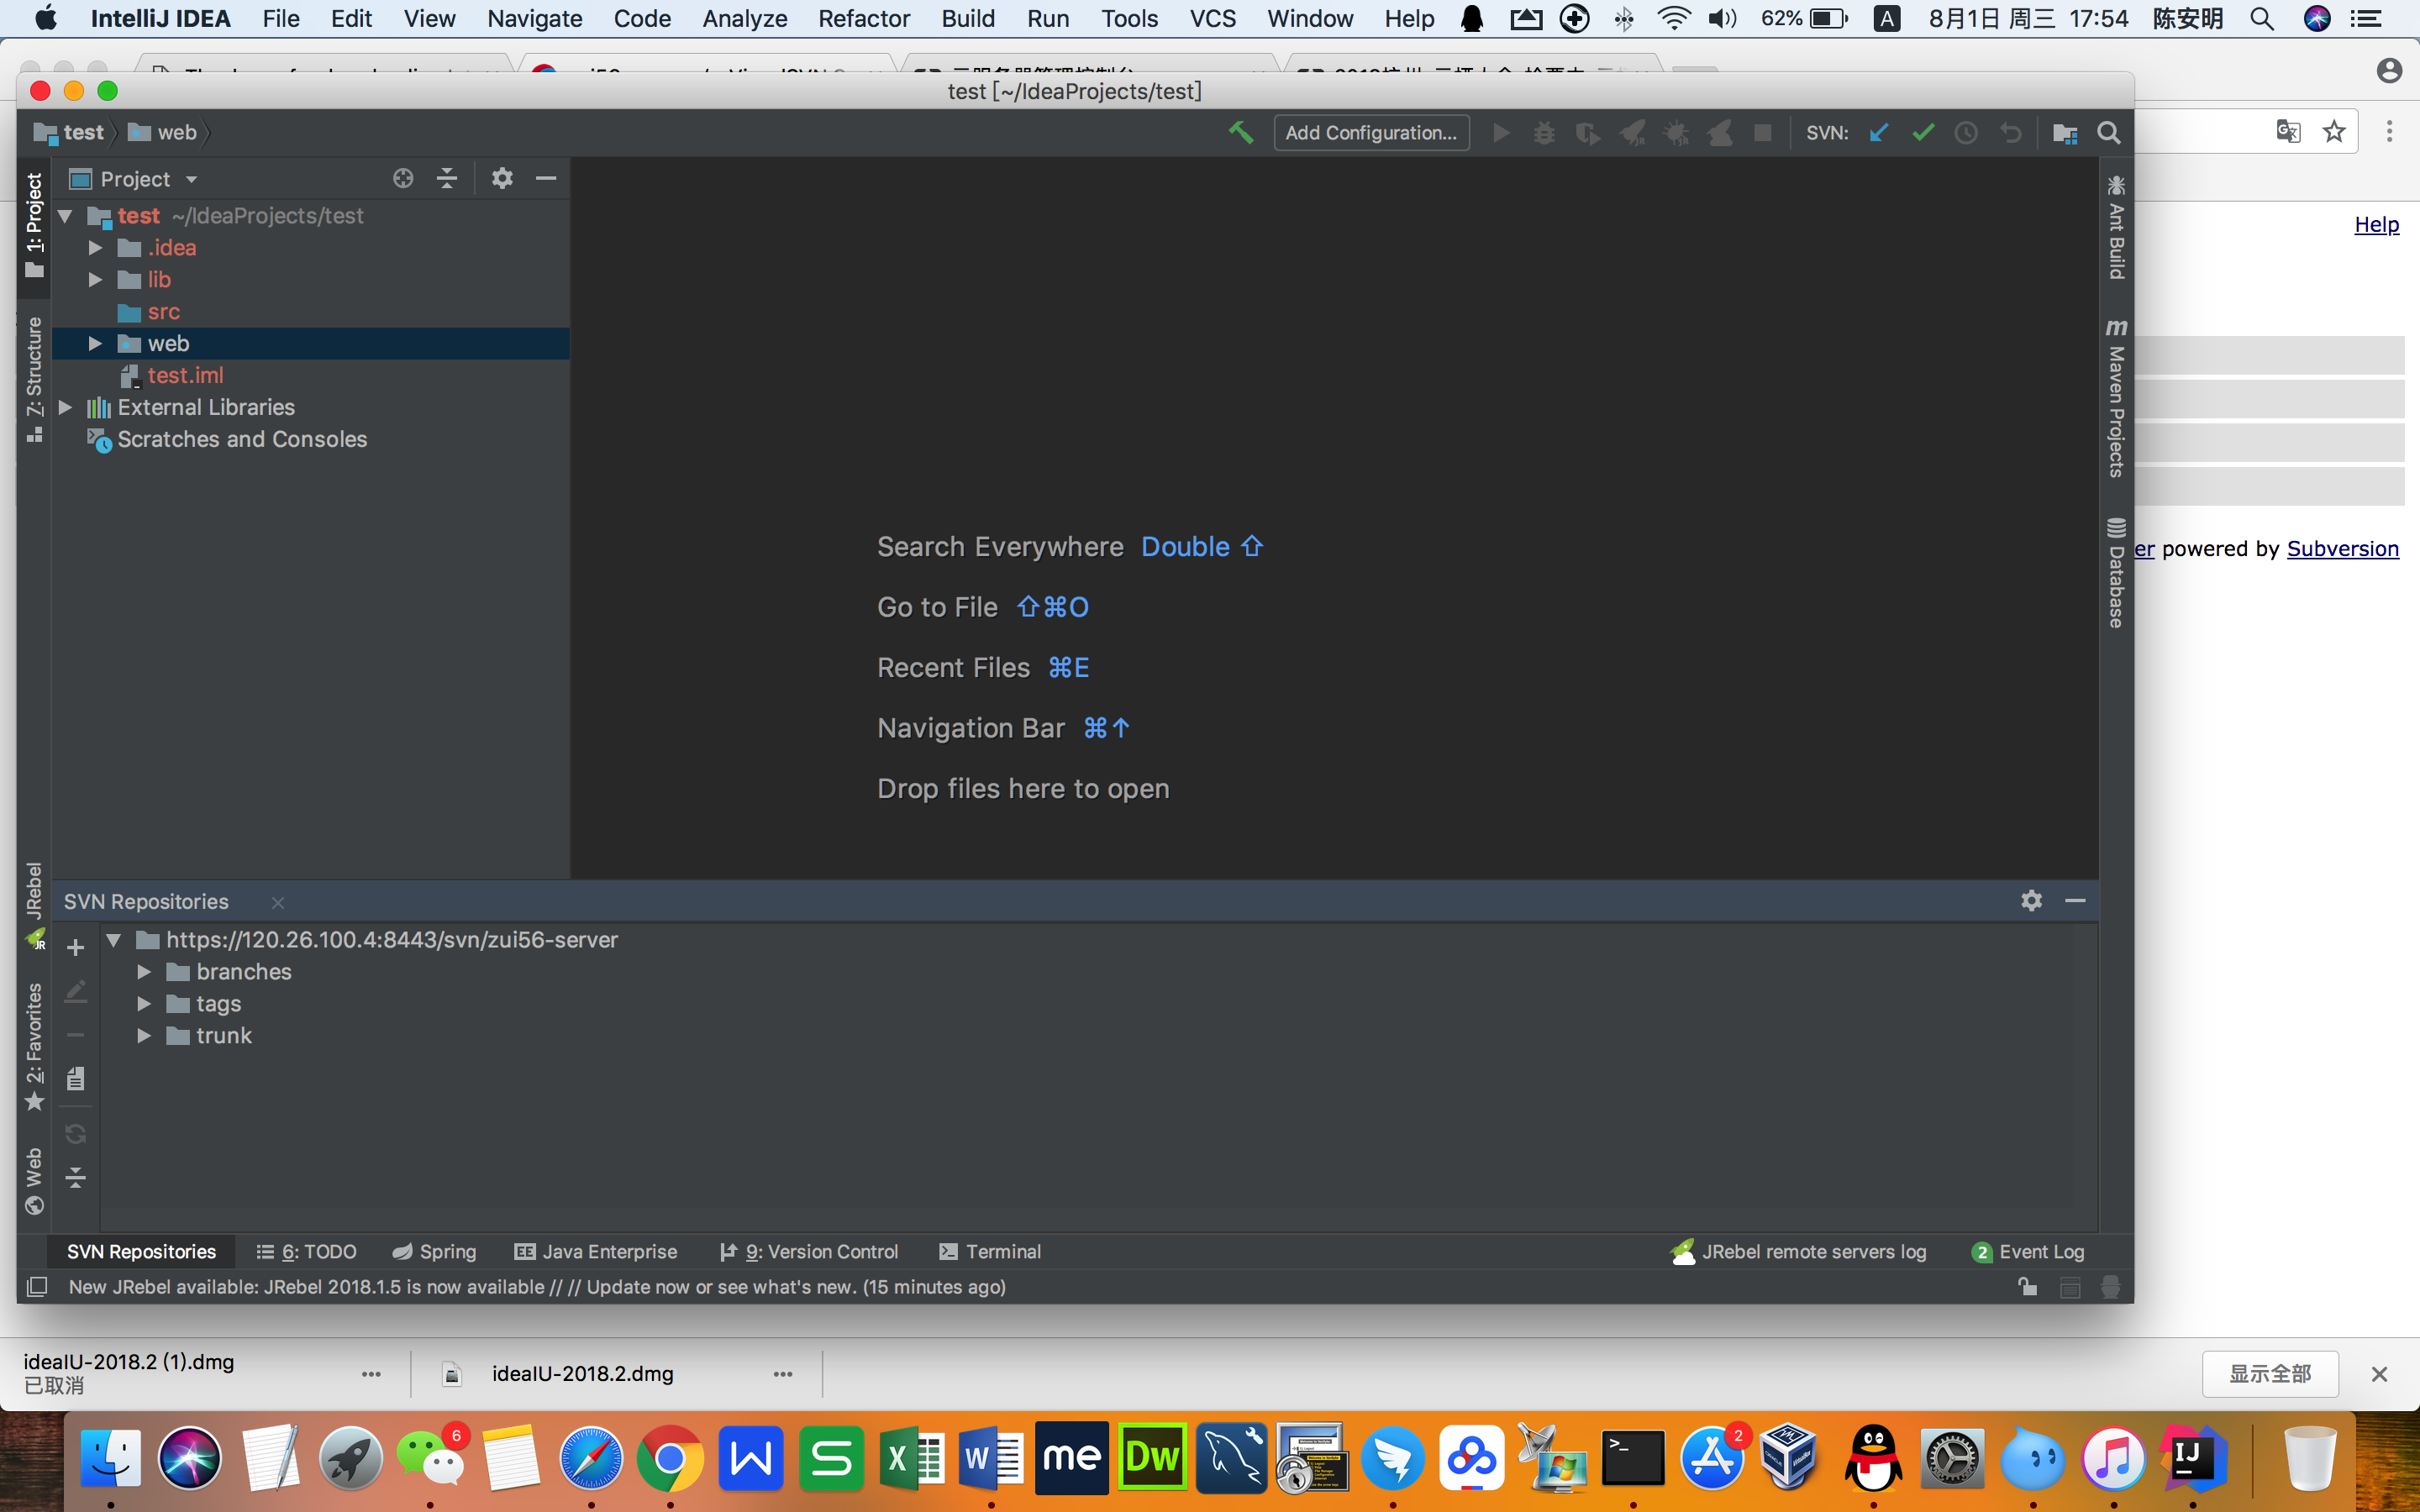 IntelliJ IDEA File Edit View Navigate Code Analyze Refactor Build Run Tools VCS Window Help 62% A 8月1日 周三 17:54 陈安明
test [~/IdeaProjects/test]
test web Add Configuration... SVN:
Help
1: Project
Project
test ~/IdeaProjects/test
.idea
lib
src
web
test.iml
External Libraries
Scratches and Consoles
Z: Structure
JRebel
2: Favorites
Web
Ant Build
Maven Projects
Database
Search Everywhere Double ⇧
Go to File ⇧⌘O
Recent Files ⌘E
Navigation Bar ⌘↑
Drop files here to open
er powered by Subversion
SVN Repositories
https://120.26.100.4:8443/svn/zui56-server
branches
tags
trunk
SVN Repositories 6: TODO Spring Java Enterprise 9: Version Control Terminal JRebel remote servers log 2 Event Log
New JRebel available: JRebel 2018.1.5 is now available // // Update now or see what's new. (15 minutes ago)
ideaIU-2018.2 (1).dmg
已取消
ideaIU-2018.2.dmg
显示全部
6
me
Dw
2
IJ